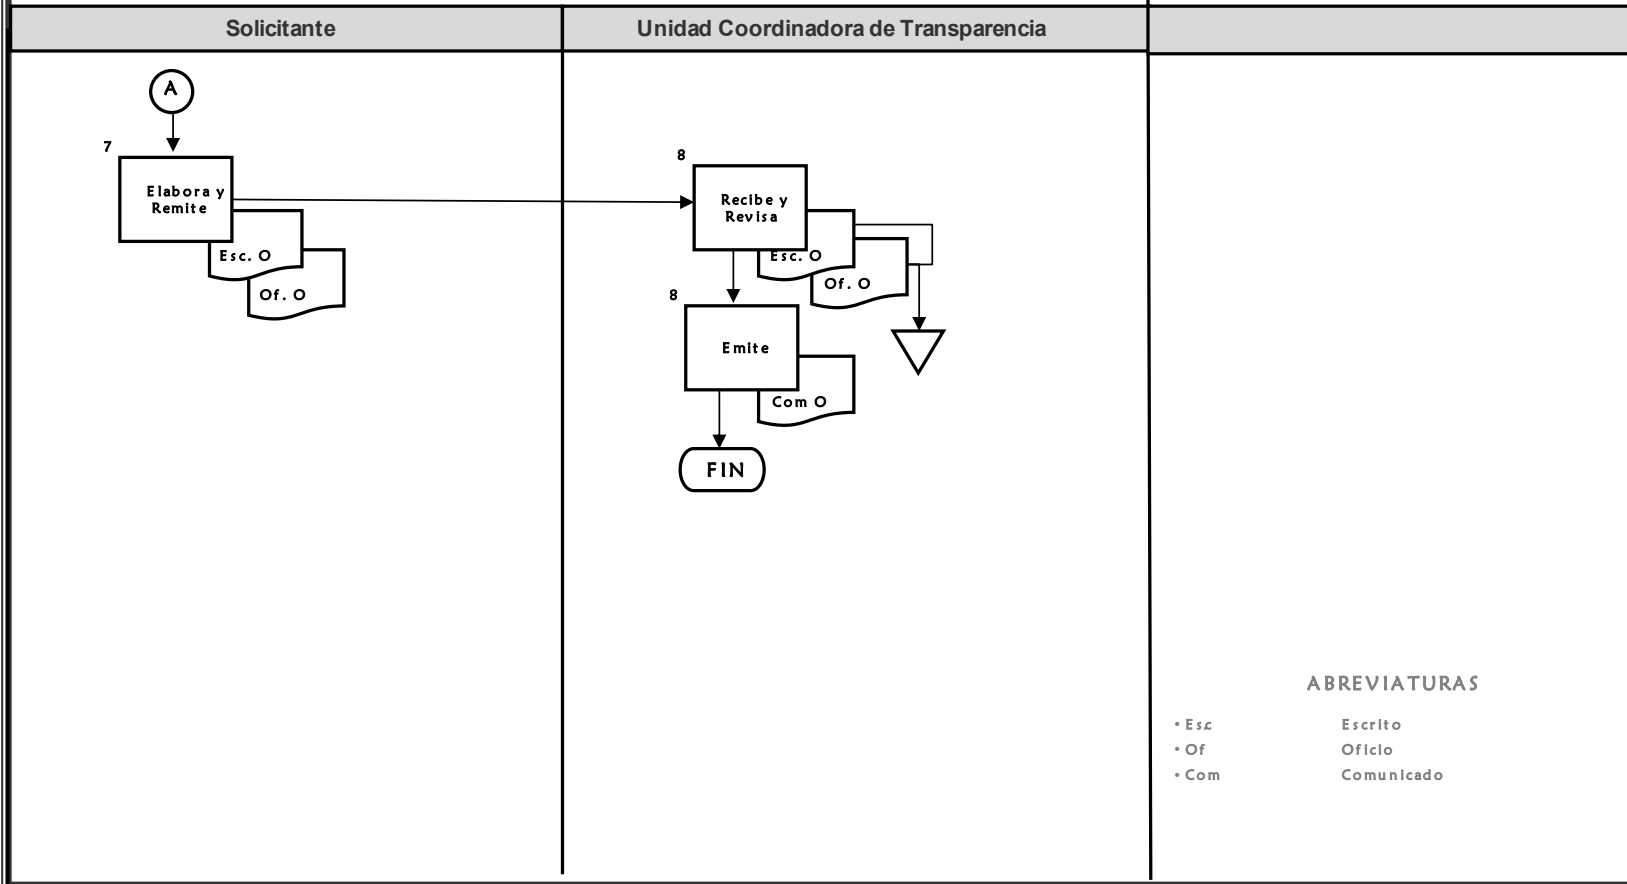 Solicitante
Unidad Coordinadora de Transparencia
A
7
Elabora y
Remite
Esc. O
Of. O
8
Recibe y
Revisa
Esc. O
Of. O
8
Emite
Com O
FIN
ABREVIATURAS
• Esc Escrito
• Of Oficio
• Com Comunicado